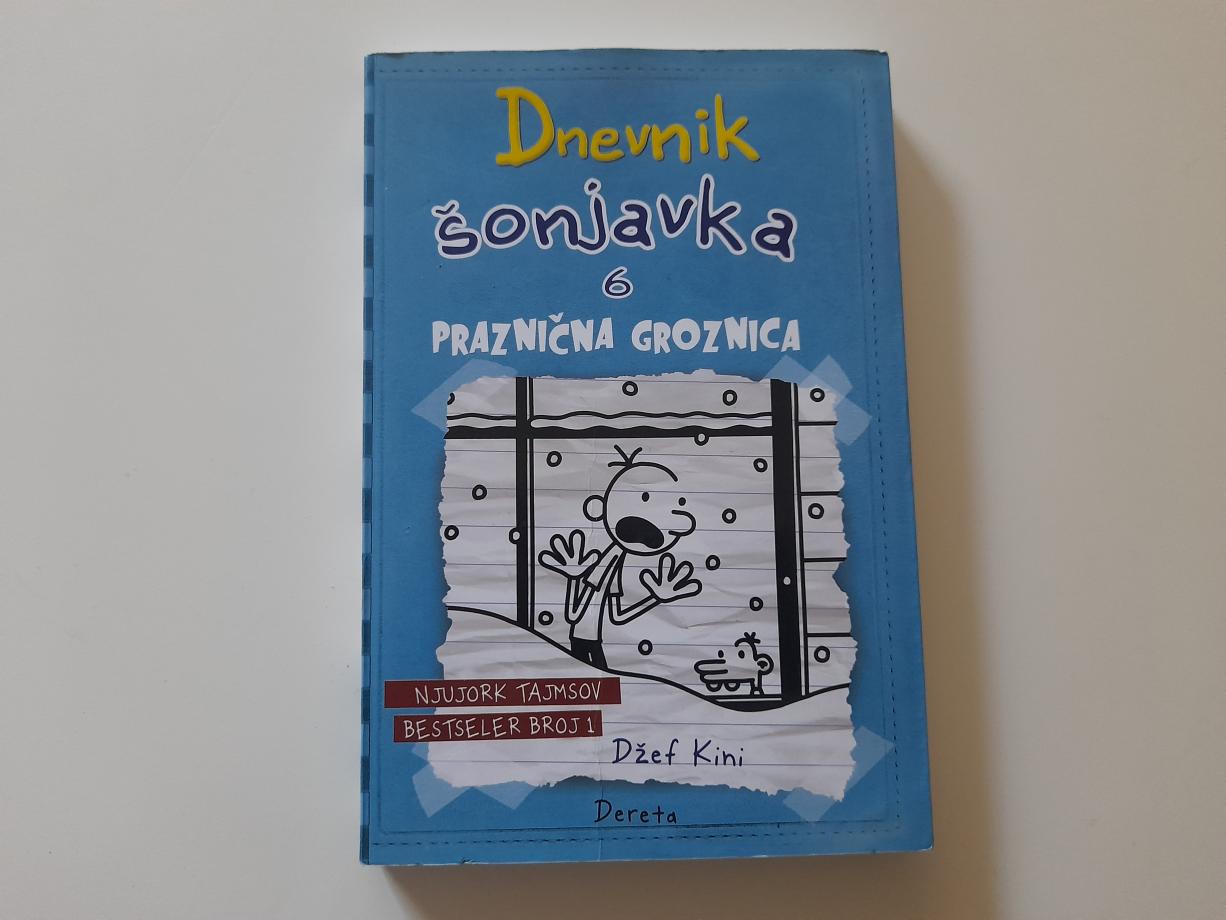 Dnevnik
šonjavka
6
PRAZNIČNA GROZNICA
NJUJORK TAJMSOV
BESTSELER BROJ 1
Džef Kini
Dereta